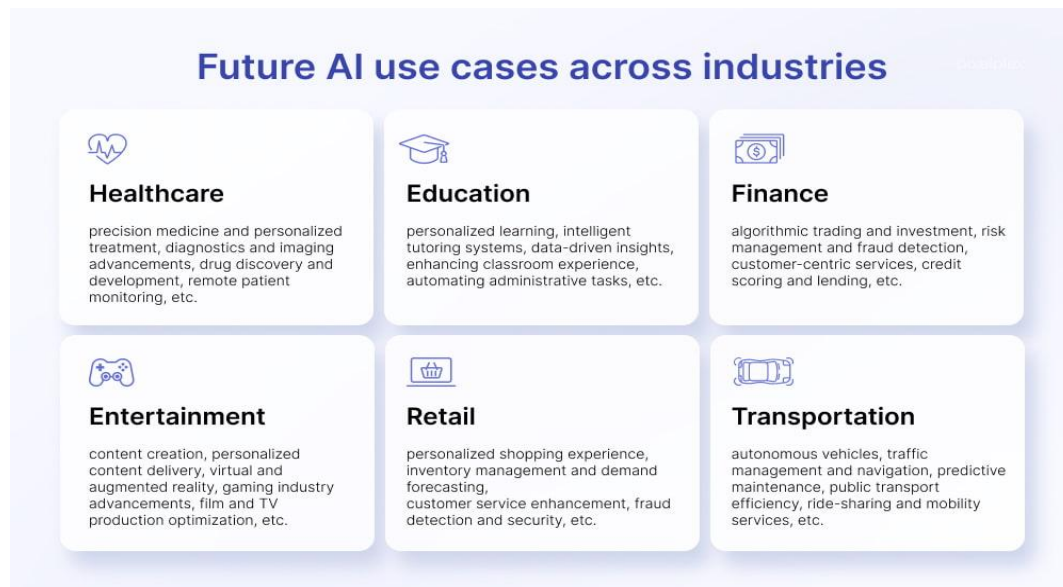 Future AI use cases across industries
Healthcare
precision medicine and personalized
treatment, diagnostics and imaging
advancements, drug discovery and
development, remote patient
monitoring, etc.
Education
personalized learning, intelligent
tutoring systems, data-driven insights,
enhancing classroom experience,
automating administrative tasks, etc.
Finance
algorithmic trading and investment, risk
management and fraud detection,
customer-centric services, credit
scoring and lending, etc.
Entertainment
content creation, personalized
content delivery, virtual and
augmented reality, gaming industry
advancements, film and TV
production optimization, etc.
Retail
personalized shopping experience,
inventory management and demand
forecasting,
customer service enhancement, fraud
detection and security, etc.
Transportation
autonomous vehicles, traffic
management and navigation, predictive
maintenance, public transport
efficiency, ride-sharing and mobility
services, etc.